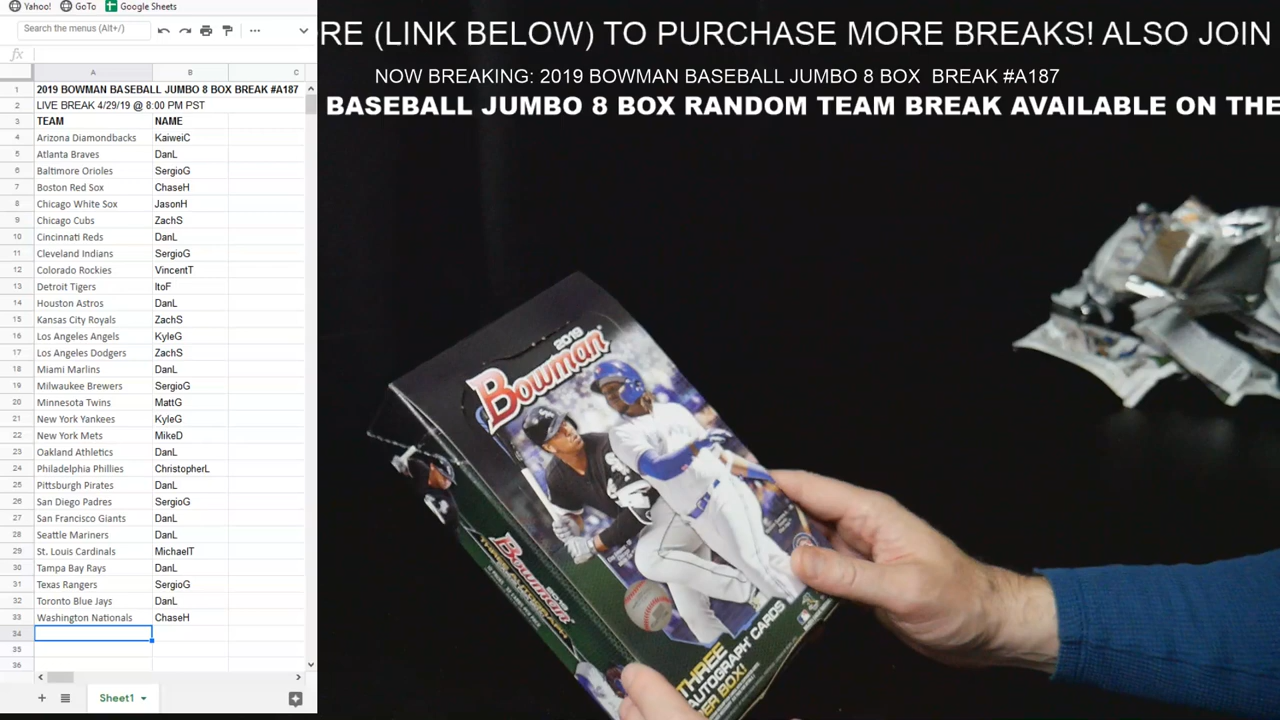 Yahoo!
GoTo
Google Sheets
Search the menus (Alt+/)
fx
A
B
C
1 2019 BOWMAN BASEBALL JUMBO 8 BOX BREAK #A187
2 LIVE BREAK 4/29/19 @ 8:00 PM PST
3 TEAM NAME
4 Arizona Diamondbacks KaiweiC
5 Atlanta Braves DanL
6 Baltimore Orioles SergioG
7 Boston Red Sox ChaseH
8 Chicago White Sox JasonH
9 Chicago Cubs ZachS
10 Cincinnati Reds DanL
11 Cleveland Indians SergioG
12 Colorado Rockies VincentT
13 Detroit Tigers ItoF
14 Houston Astros DanL
15 Kansas City Royals ZachS
16 Los Angeles Angels KyleG
17 Los Angeles Dodgers ZachS
18 Miami Marlins DanL
19 Milwaukee Brewers SergioG
20 Minnesota Twins MattG
21 New York Yankees KyleG
22 New York Mets MikeD
23 Oakland Athletics DanL
24 Philadelphia Phillies ChristopherL
25 Pittsburgh Pirates DanL
26 San Diego Padres SergioG
27 San Francisco Giants DanL
28 Seattle Mariners DanL
29 St. Louis Cardinals MichaelT
30 Tampa Bay Rays DanL
31 Texas Rangers SergioG
32 Toronto Blue Jays DanL
33 Washington Nationals ChaseH
34
35
36
Sheet1
RE (LINK BELOW) TO PURCHASE MORE BREAKS! ALSO JOIN
NOW BREAKING: 2019 BOWMAN BASEBALL JUMBO 8 BOX BREAK #A187
BASEBALL JUMBO 8 BOX RANDOM TEAM BREAK AVAILABLE ON THE
2019
Bowman
THREE
AUTOGRAPH CARDS
PER BOX!
2019
Bowman